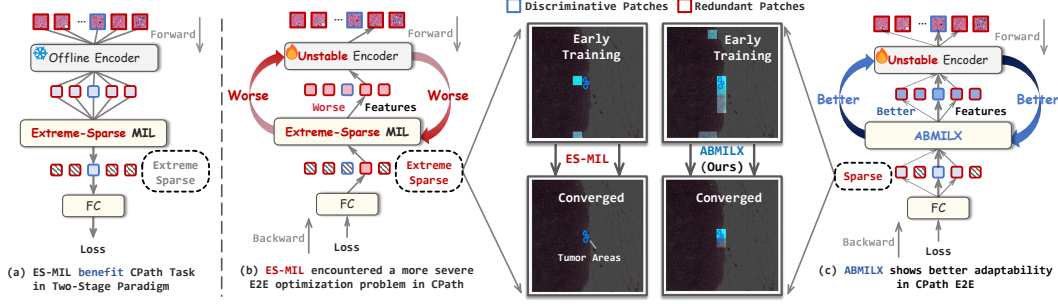 Discriminative Patches
Redundant Patches
...
Forward
Offline Encoder
Extreme-Sparse MIL
Extreme
Sparse
FC
Loss
(a) ES-MIL benefit CPath Task
in Two-Stage Paradigm
...
Forward
Unstable Encoder
Worse
Worse
Worse
Features
Extreme-Sparse MIL
Extreme
Sparse
FC
Backward
Loss
(b) ES-MIL encountered a more severe
E2E optimization problem in CPath
Early
Training
Early
Training
ES-MIL
ABMILX
(Ours)
Converged
Converged
Tumor Areas
...
Forward
Unstable Encoder
Better
Better
Better
Features
ABMILX
Sparse
FC
Backward
Loss
(c) ABMILX shows better adaptability
in CPath E2E